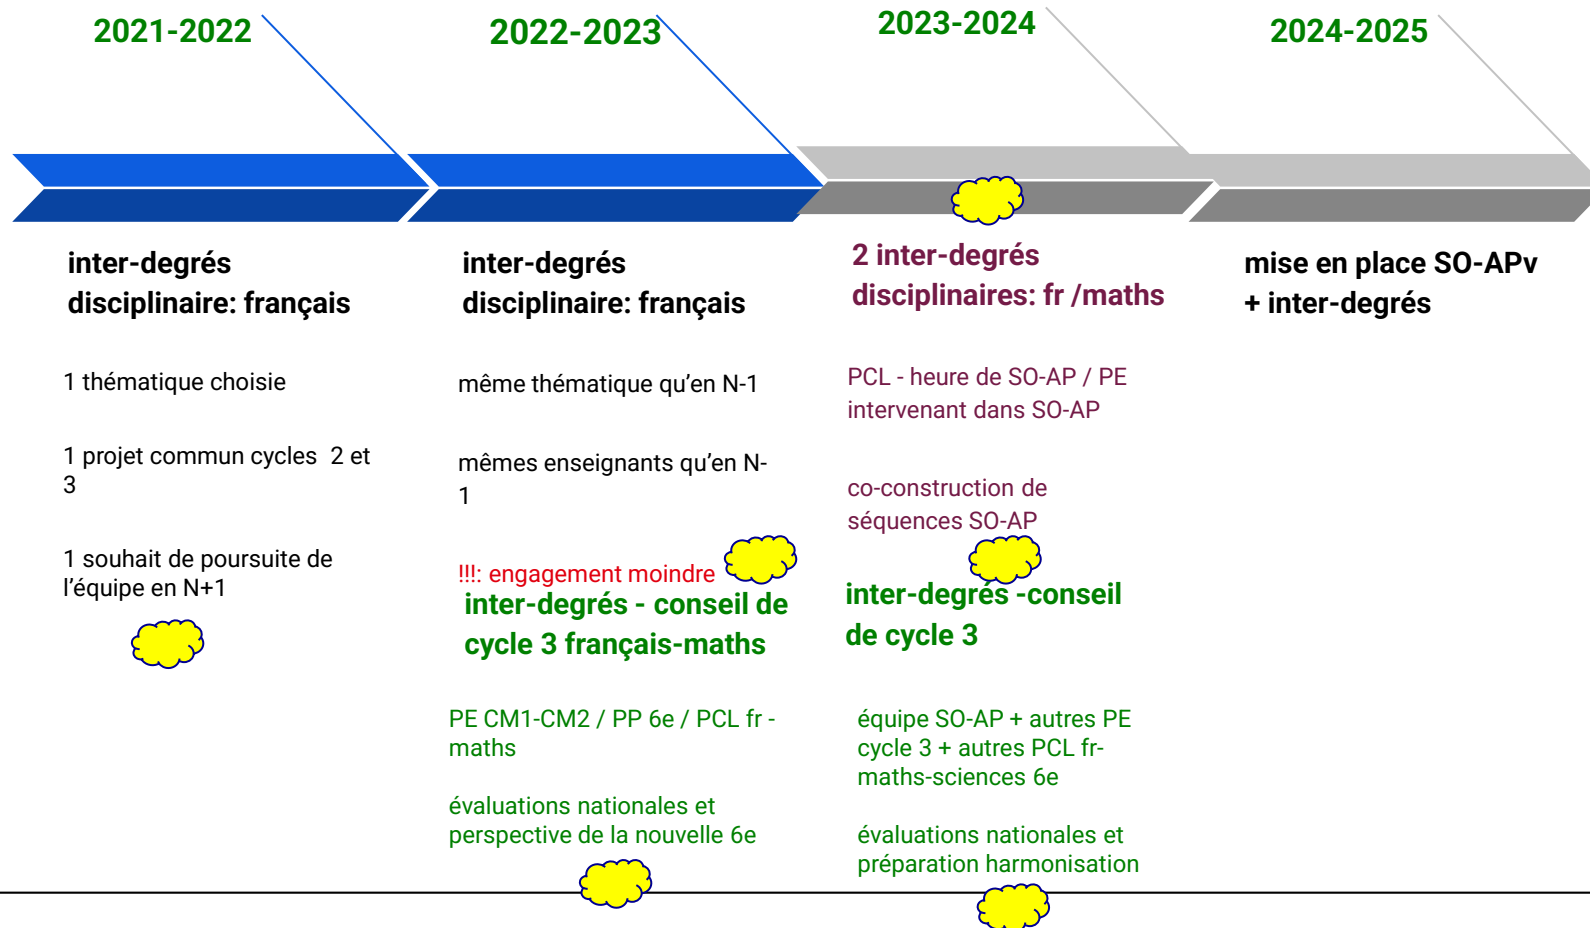 2021-2022
inter-degrés
disciplinaire: français
1 thématique choisie
1 projet commun cycles 2 et
3
1 souhait de poursuite de
l'équipe en N+1
2022-2023
inter-degrés
disciplinaire: français
même thématique qu'en N-1
mêmes enseignants qu'en N-
1
!!!: engagement moindre
inter-degrés - conseil de
cycle 3 français-maths
PE CM1-CM2 / PP 6e / PCL fr -
maths
évaluations nationales et
perspective de la nouvelle 6e
2023-2024
2 inter-degrés
disciplinaires: fr /maths
PCL - heure de SO-AP / PE
intervenant dans SO-AP
co-construction de
séquences SO-AP
inter-degrés -conseil
de cycle 3
équipe SO-AP + autres PE
cycle 3 + autres PCL fr-
maths-sciences 6e
évaluations nationales et
préparation harmonisation
2024-2025
mise en place SO-APv
+ inter-degrés